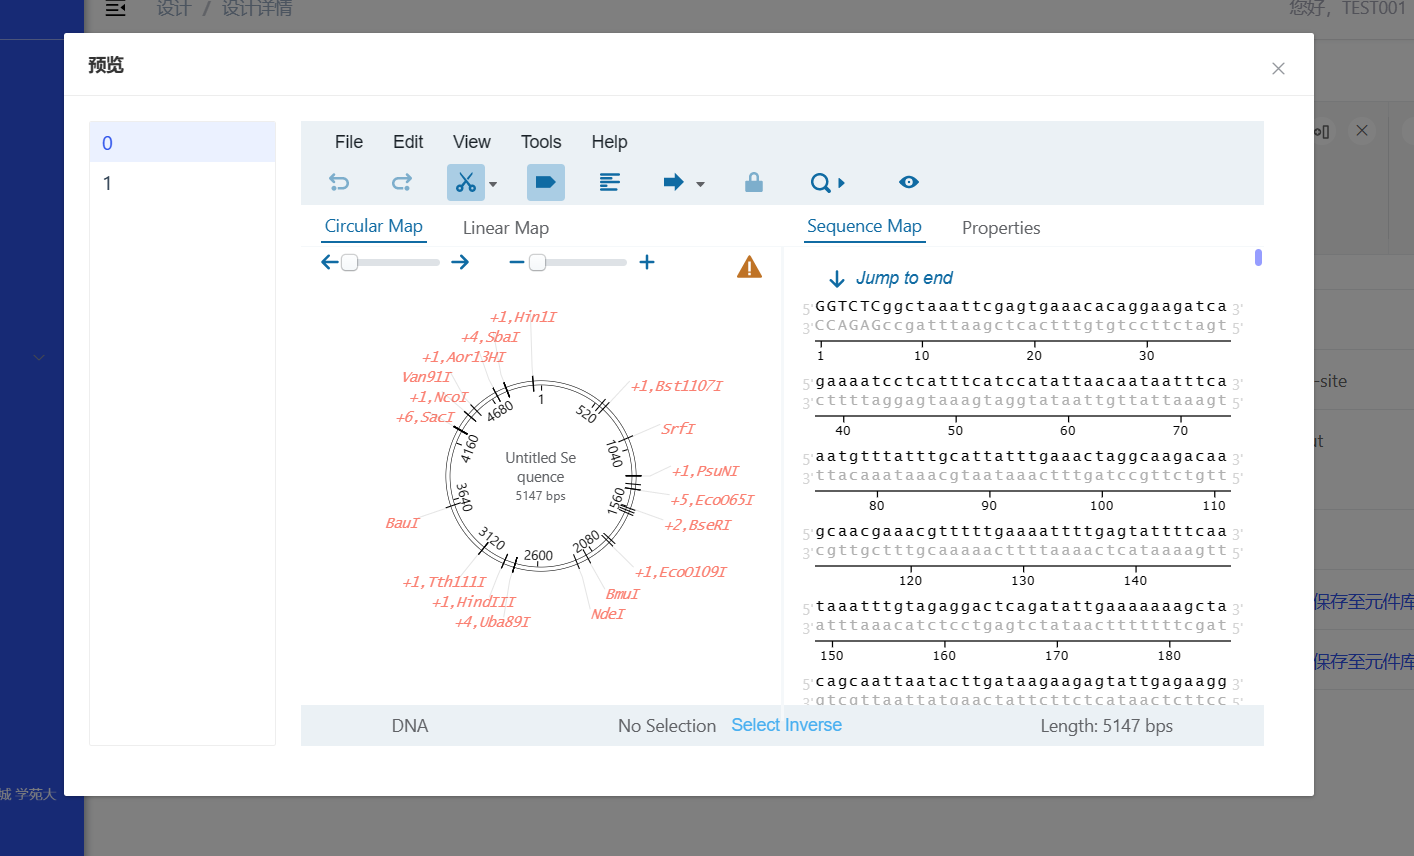 设计 / 设计详情
您好，TEST001
预览
0
1
File Edit View Tools Help
Circular Map Linear Map
Sequence Map Properties
Jump to end
+1,Hin1I
+4,SbaI
+1,Aor13HI
Van91I
+1,NcoI
+6,SacI
+1,Bst1107I
SrfI
+1,PsuNI
+5,EcoO65I
+2,BseRI
+1,EcoO109I
BmuI
NdeI
+4,Uba89I
+1,HindIII
+1,Tth111I
BauI
1
520
1040
1560
2080
2600
3120
3640
4160
4680
Untitled Se
quence
5147 bps
5' GGTCTCggctaaattcgagtgaaacacaggaagatca 3'
3' CCAGAGccgatttaagctcactttgtgtccttctagt 5'
1 10 20 30
5' gaaaatcctcatttcatccatattaacaataatttca 3'
3' cttttaggagtaaagtaggtataattgttattaaagt 5'
40 50 60 70
5' aatgtttatttgcattatttgaaactaggcaagacaa 3'
3' ttacaaataaacgtaataaactttgatccgttctgtt 5'
80 90 100 110
5' gcaacgaaacgtttttgaaaattttgagtattttcaa 3'
3' cgttgctttgcaaaaacttttaaaactcataaaagtt 5'
120 130 140
5' taaatttgtagaggactcagatattgaaaaaaagcta 3'
3' atttaaacatctcctgagtctataactttttttcgat 5'
150 160 170 180
5' cagcaattaatacttgataagaagagtattgagaagg 3'
3' gtcgttaattatgaactattcttctcataactcttcc 5'
DNA
No Selection Select Inverse
Length: 5147 bps
-site
保存至元件库
保存至元件库
城 学苑大